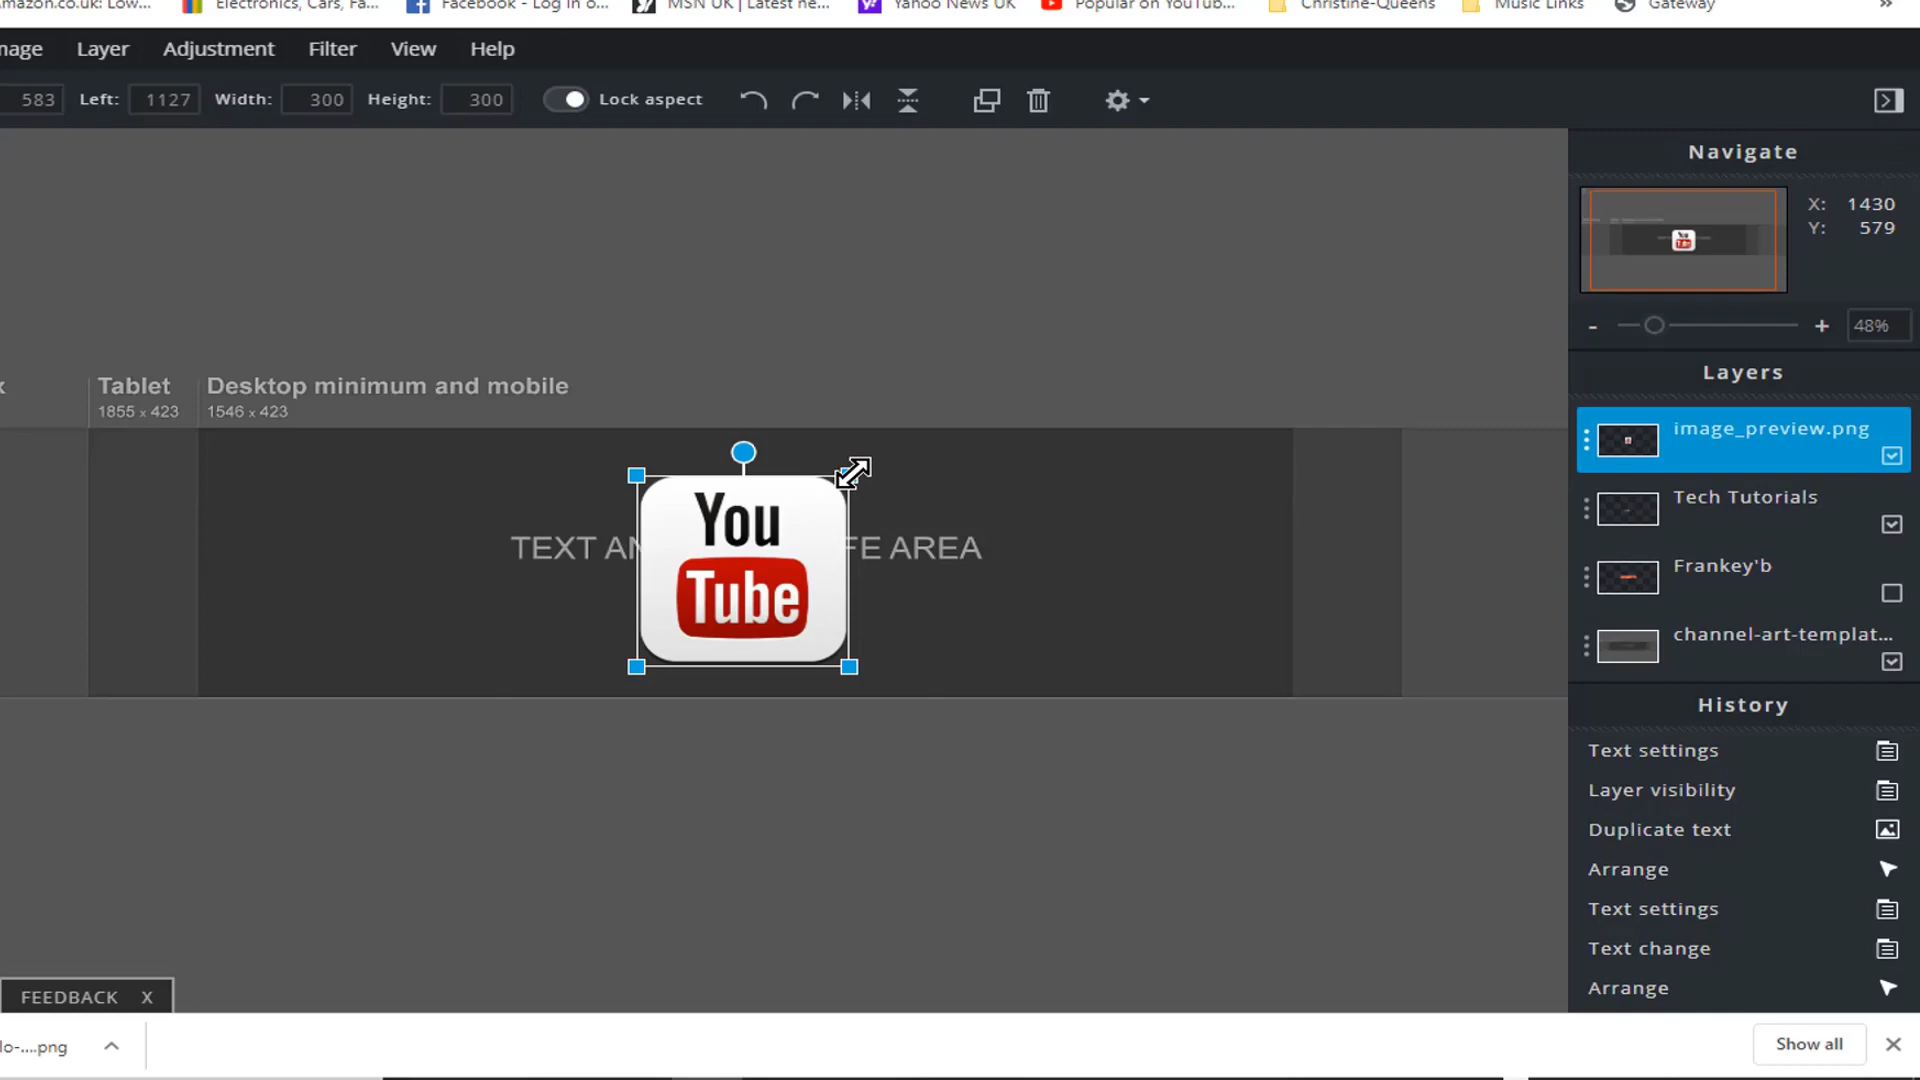 mazon.co.uk: Low... Electronics, Cars, Fa... Facebook - Log In o... MSN UK | Latest ne... Yahoo News UK Popular on YouTub... Christine-Queens Music Links Gateway »
mage Layer Adjustment Filter View Help
583 Left: 1127 Width: 300 Height: 300 Lock aspect
Navigate
X: 1430
Y: 579
- + 48%
Layers
x Tablet Desktop minimum and mobile
1855 x 423 1546 x 423
image_preview.png
Tech Tutorials
Frankey'b
channel-art-templat...
You
TEXT AN FE AREA
Tube
History
Text settings
Layer visibility
Duplicate text
Arrange
Text settings
Text change
Arrange
FEEDBACK X
lo-....png
Show all